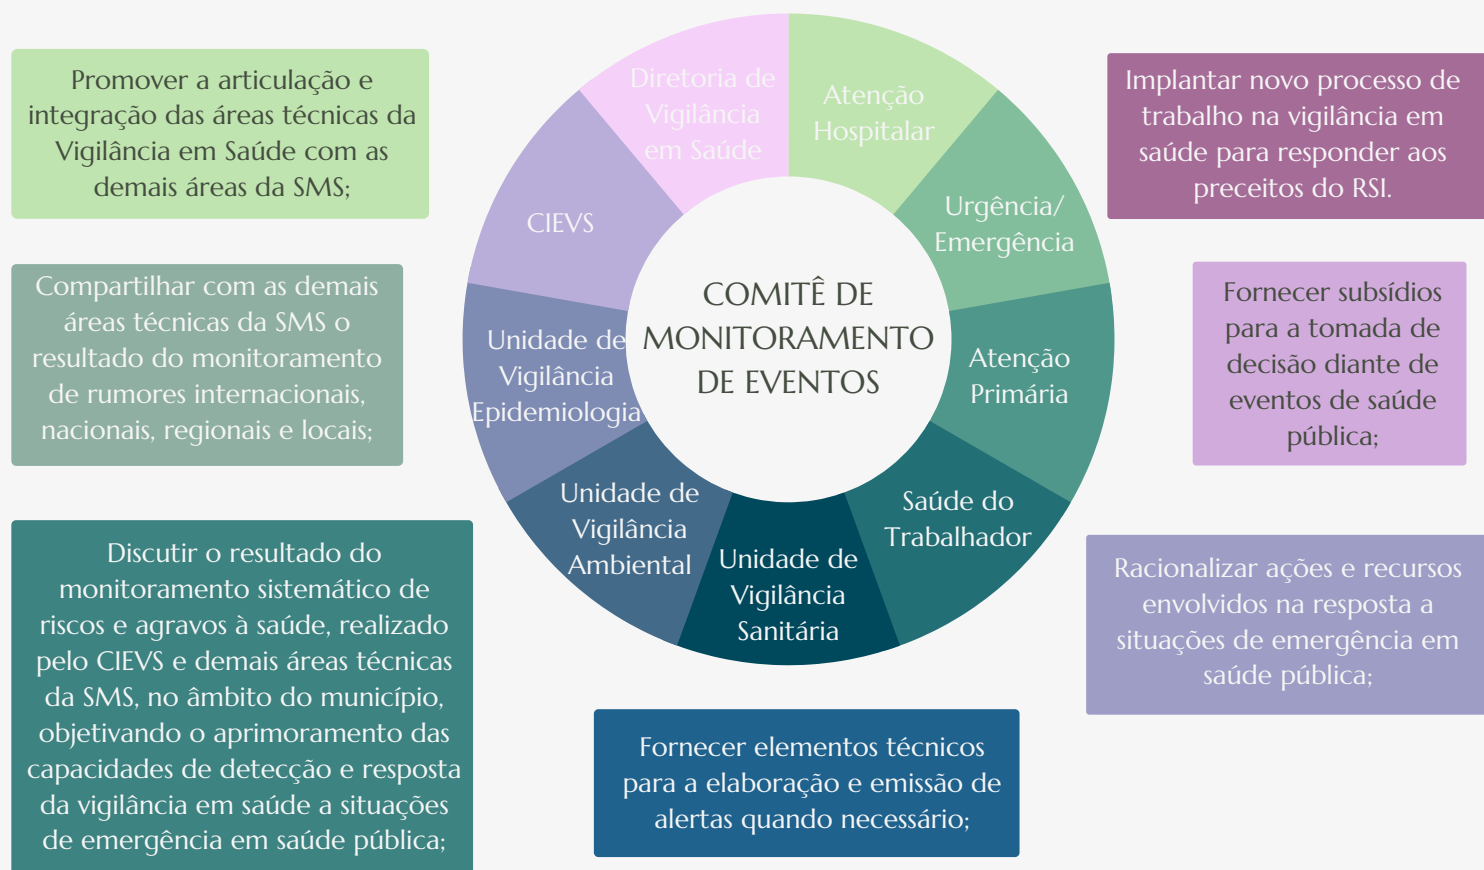 Promover a articulação e
integração das áreas técnicas da
Vigilância em Saúde com as
demais áreas da SMS;
Compartilhar com as demais
áreas técnicas da SMS o
resultado do monitoramento
de rumores internacionais,
nacionais, regionais e locais;
Discutir o resultado do
monitoramento sistemático de
riscos e agravos à saúde, realizado
pelo CIEVS e demais áreas técnicas
da SMS, no âmbito do município,
objetivando o aprimoramento das
capacidades de detecção e resposta
da vigilância em saúde a situações
de emergência em saúde pública;
COMITÊ DE
MONITORAMENTO
DE EVENTOS
Diretoria de
Vigilância
em Saúde
Atenção
Hospitalar
Urgência/
Emergência
Atenção
Primária
Saúde do
Trabalhador
Unidade de
Vigilância
Sanitária
Unidade de
Vigilância
Ambiental
Unidade de
Vigilância
Epidemiologia
CIEVS
Fornecer elementos técnicos
para a elaboração e emissão de
alertas quando necessário;
Implantar novo processo de
trabalho na vigilância em
saúde para responder aos
preceitos do RSI.
Fornecer subsídios
para a tomada de
decisão diante de
eventos de saúde
pública;
Racionalizar ações e recursos
envolvidos na resposta a
situações de emergência em
saúde pública;